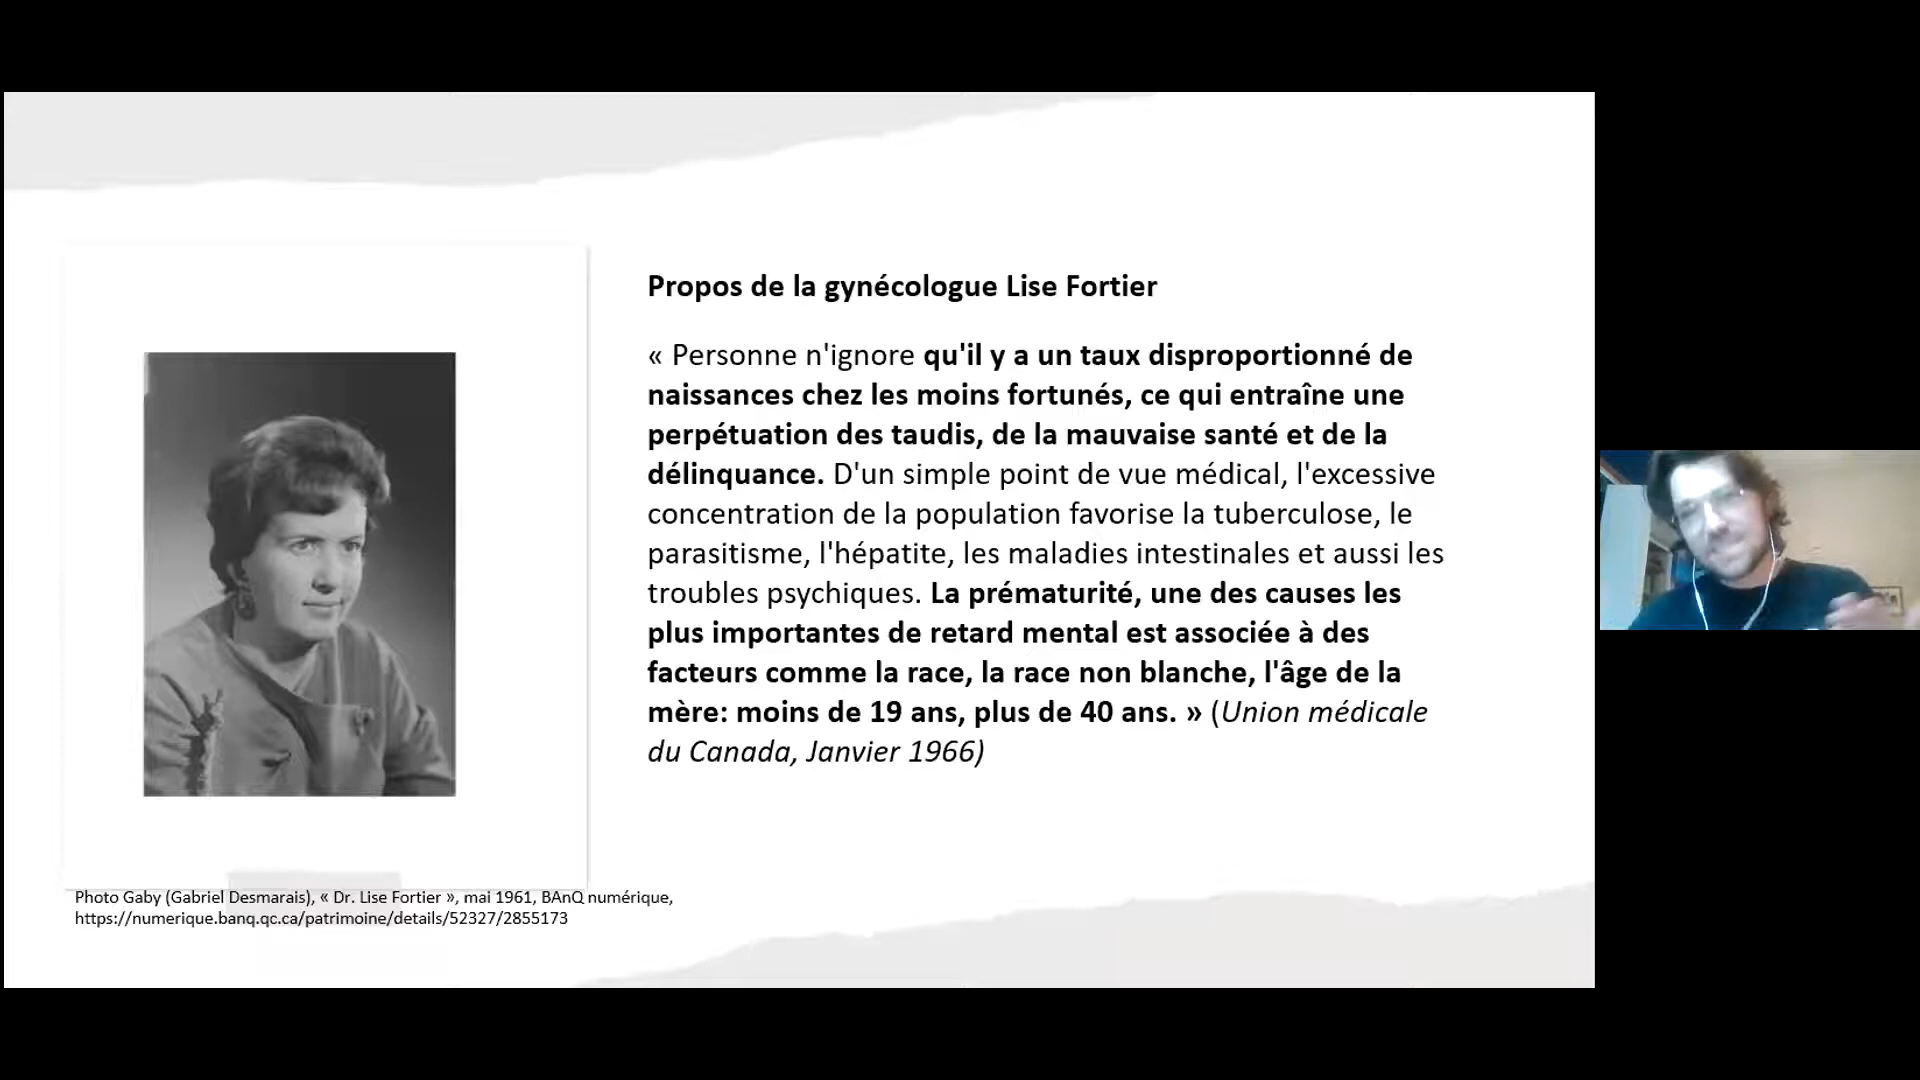 Propos de la gynécologue Lise Fortier
« Personne n'ignore qu'il y a un taux disproportionné de
naissances chez les moins fortunés, ce qui entraîne une
perpétuation des taudis, de la mauvaise santé et de la
délinquance. D'un simple point de vue médical, l'excessive
concentration de la population favorise la tuberculose, le
parasitisme, l'hépatite, les maladies intestinales et aussi les
troubles psychiques. La prématurité, une des causes les
plus importantes de retard mental est associée à des
facteurs comme la race, la race non blanche, l'âge de la
mère: moins de 19 ans, plus de 40 ans. » (Union médicale
du Canada, Janvier 1966)
Photo Gaby (Gabriel Desmarais), « Dr. Lise Fortier », mai 1961, BAnQ numérique,
https://numerique.banq.qc.ca/patrimoine/details/52327/2855173